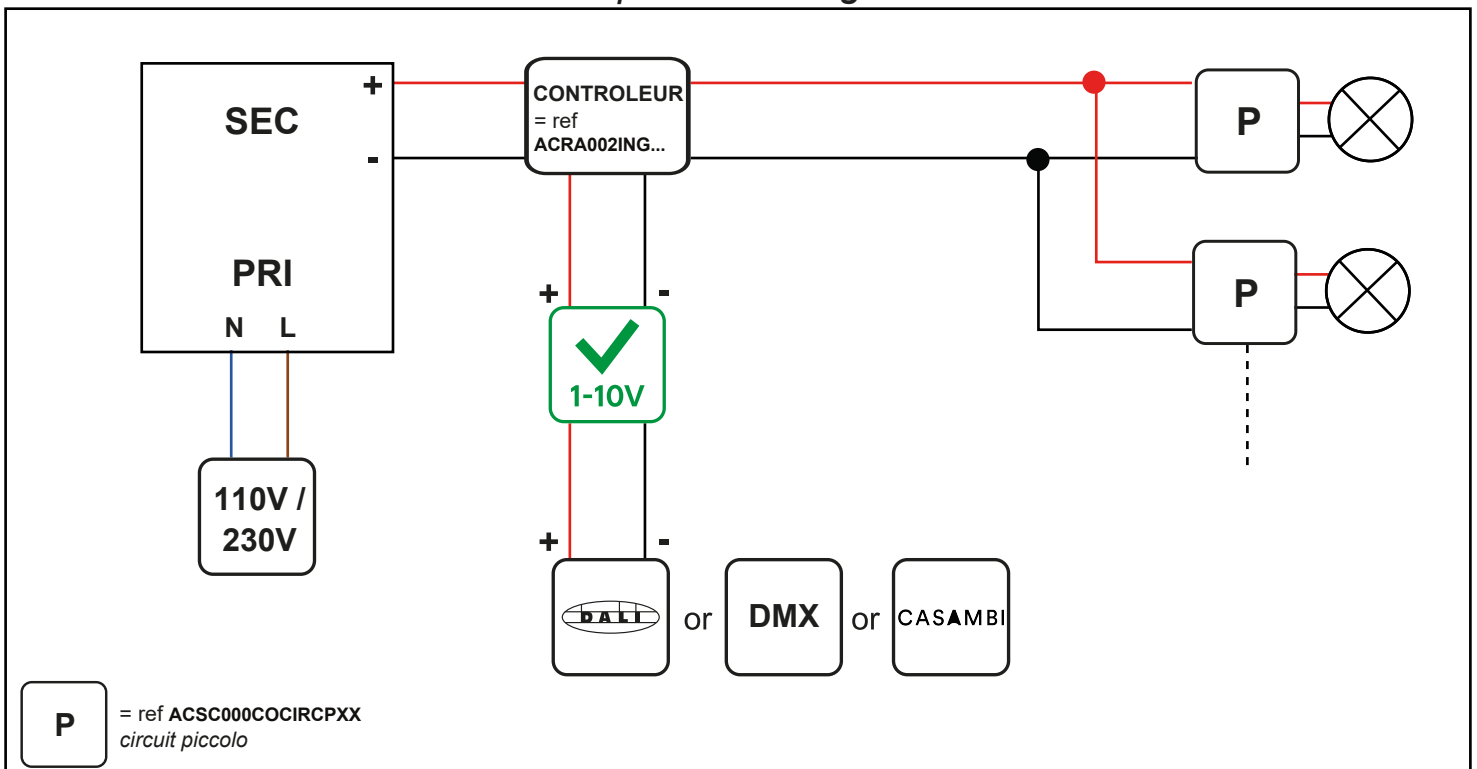 +
SEC
-
PRI
N L
110V /
230V
CONTROLEUR
= ref
ACRA002ING...
+ -
1-10V
+ -
DALI or DMX or CASAMBI
P
P
P
= ref ACSC000COCIRCPXX
circuit piccolo